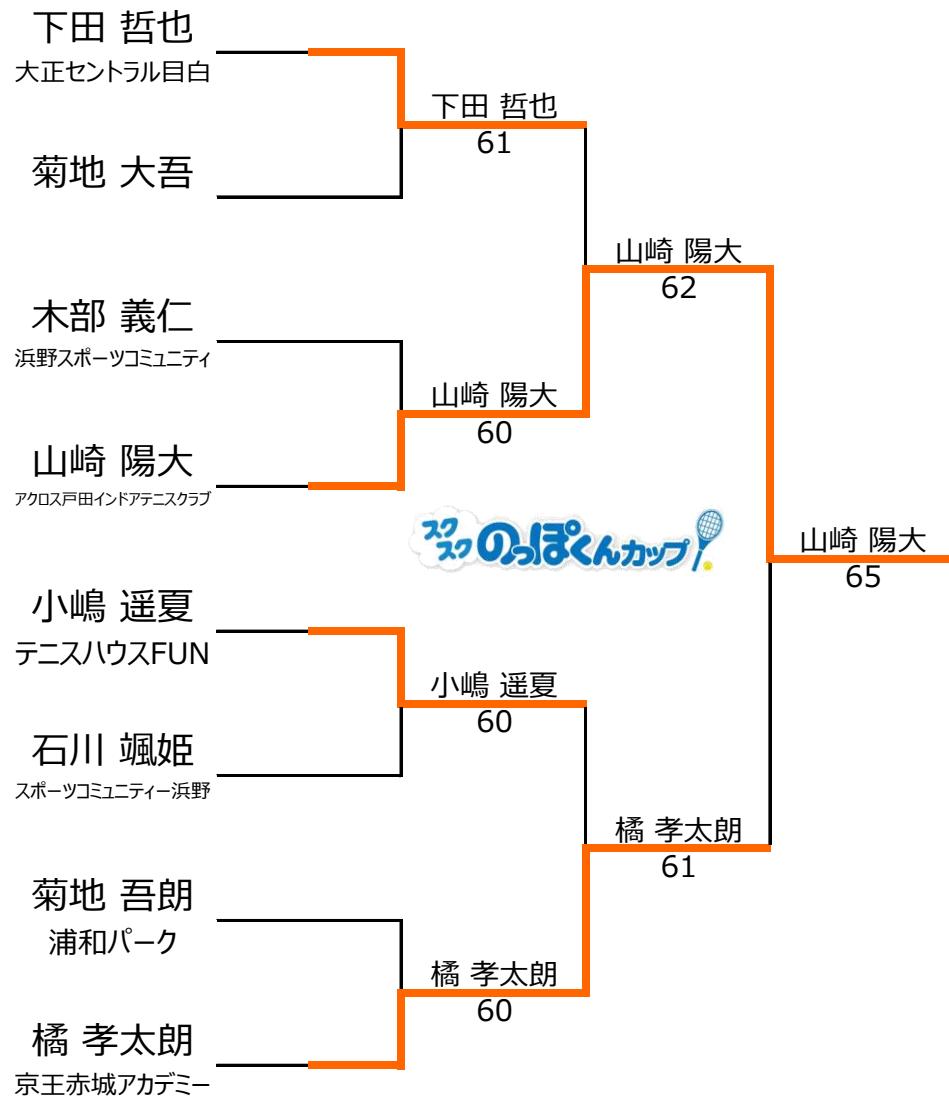 下田 哲也
大正セントラル目白
菊地 大吾
木部 義仁
浜野スポーツコミュニティ
山崎 陽大
アクロス戸田インドアテニスクラブ
小嶋 遥夏
テニスハウスFUN
石川 颯姫
スポーツコミュニティー浜野
菊地 吾朗
浦和パーク
橘 孝太朗
京王赤城アカデミー
下田 哲也
61
山崎 陽大
60
小嶋 遥夏
60
橘 孝太朗
60
山崎 陽大
62
橘 孝太朗
61
スクスク のっぽくんカップ
山崎 陽大
65